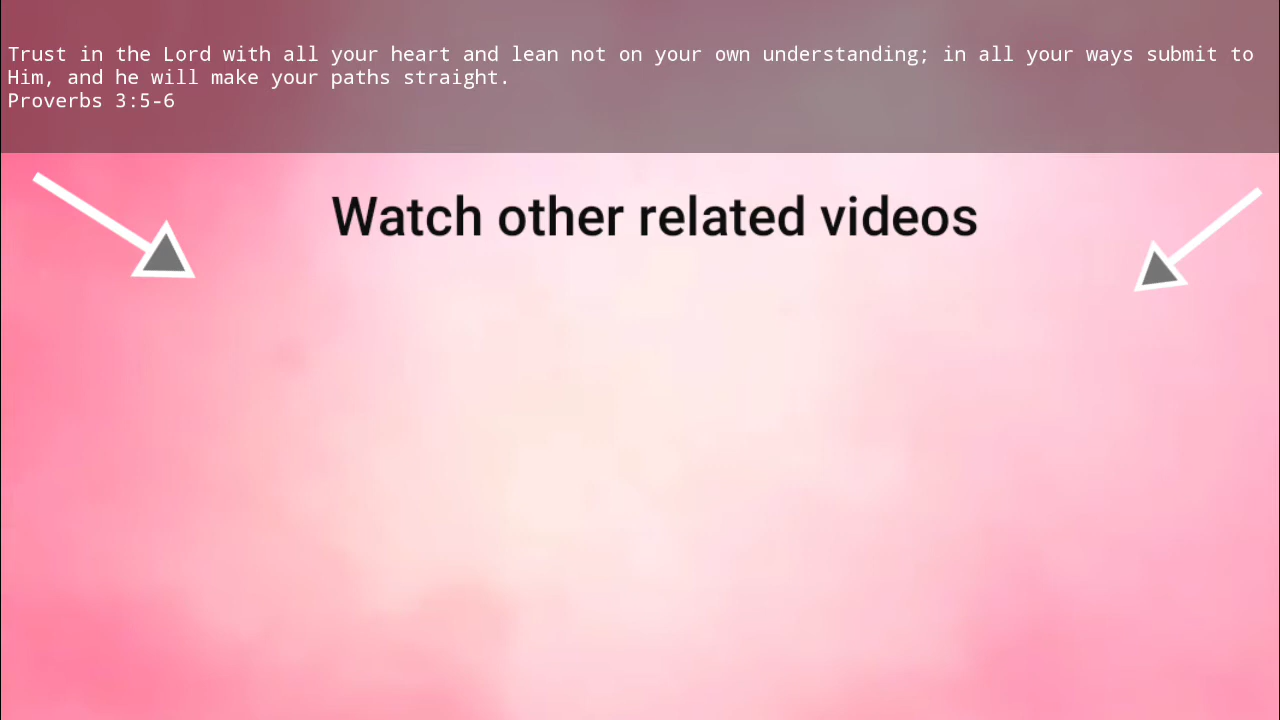 Trust in the Lord with all your heart and lean not on your own understanding; in all your ways submit to
Him, and he will make your paths straight.
Proverbs 3:5-6
Watch other related videos